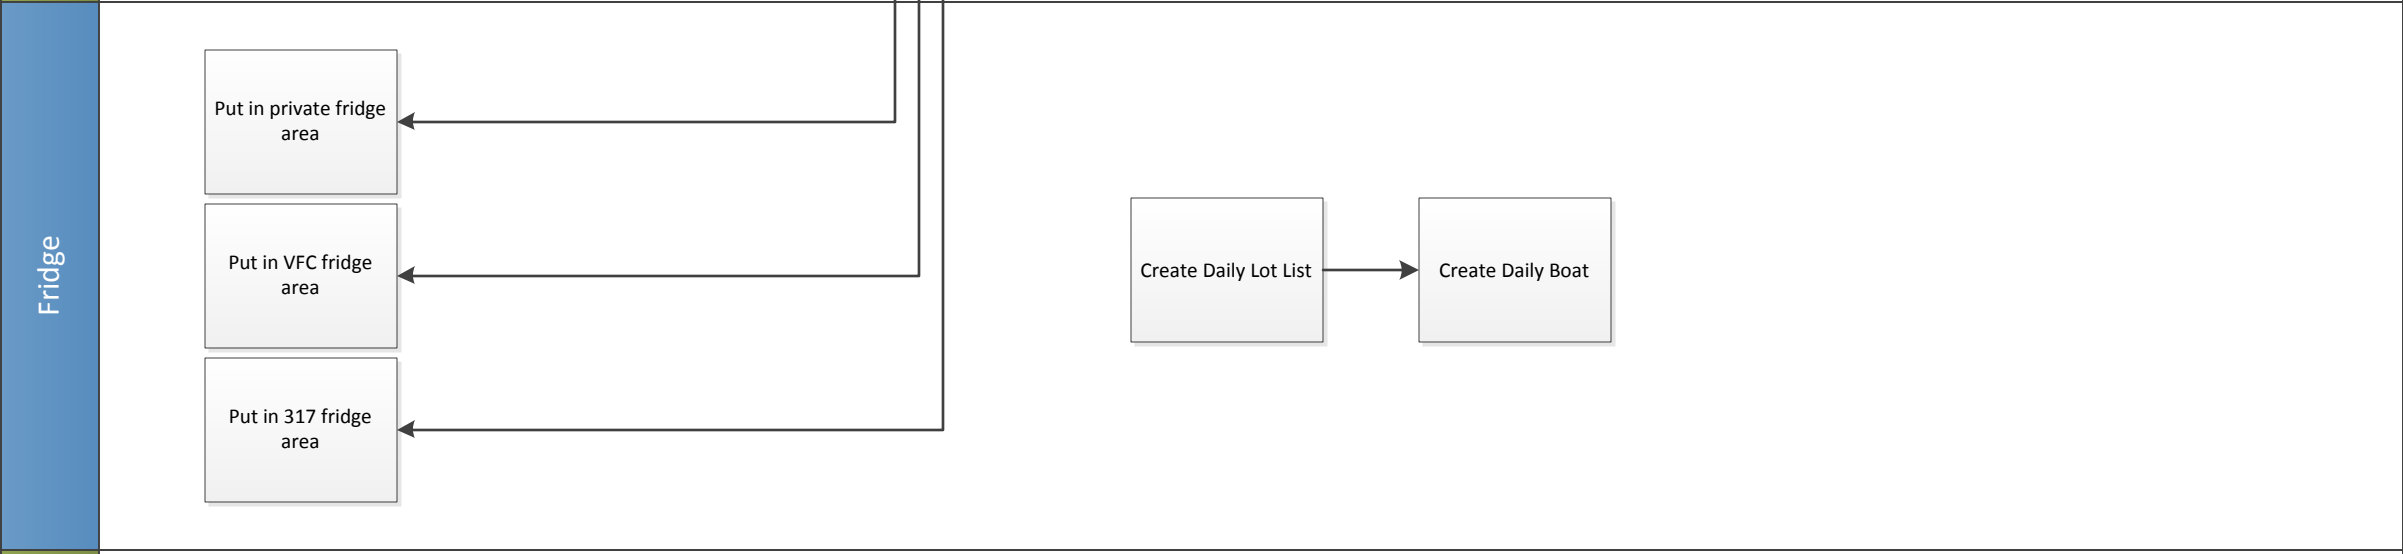 Fridge
Put in private fridge
area
Put in VFC fridge
area
Put in 317 fridge
area
Create Daily Lot List
Create Daily Boat